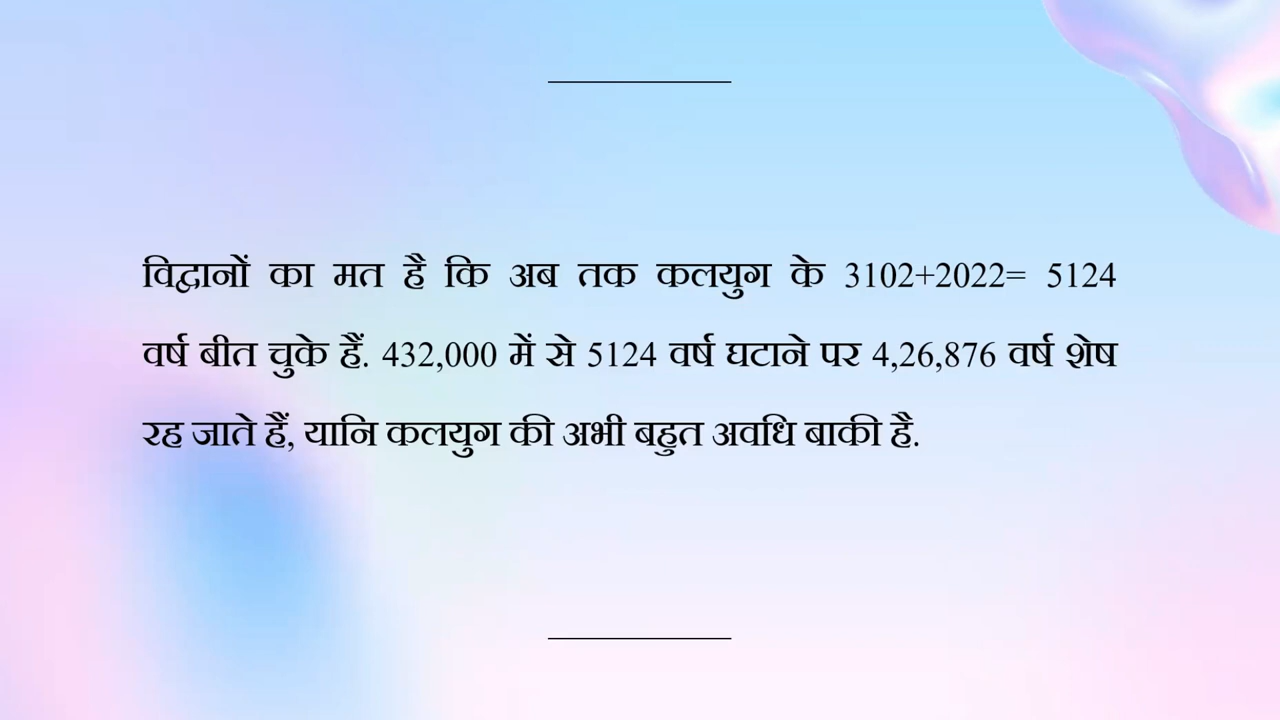 विद्वानों का मत है कि अब तक कलयुग के 3102+2022= 5124
वर्ष बीत चुके हैं. 432,000 में से 5124 वर्ष घटाने पर 4,26,876 वर्ष शेष
रह जाते हैं, यानि कलयुग की अभी बहुत अवधि बाकी है.